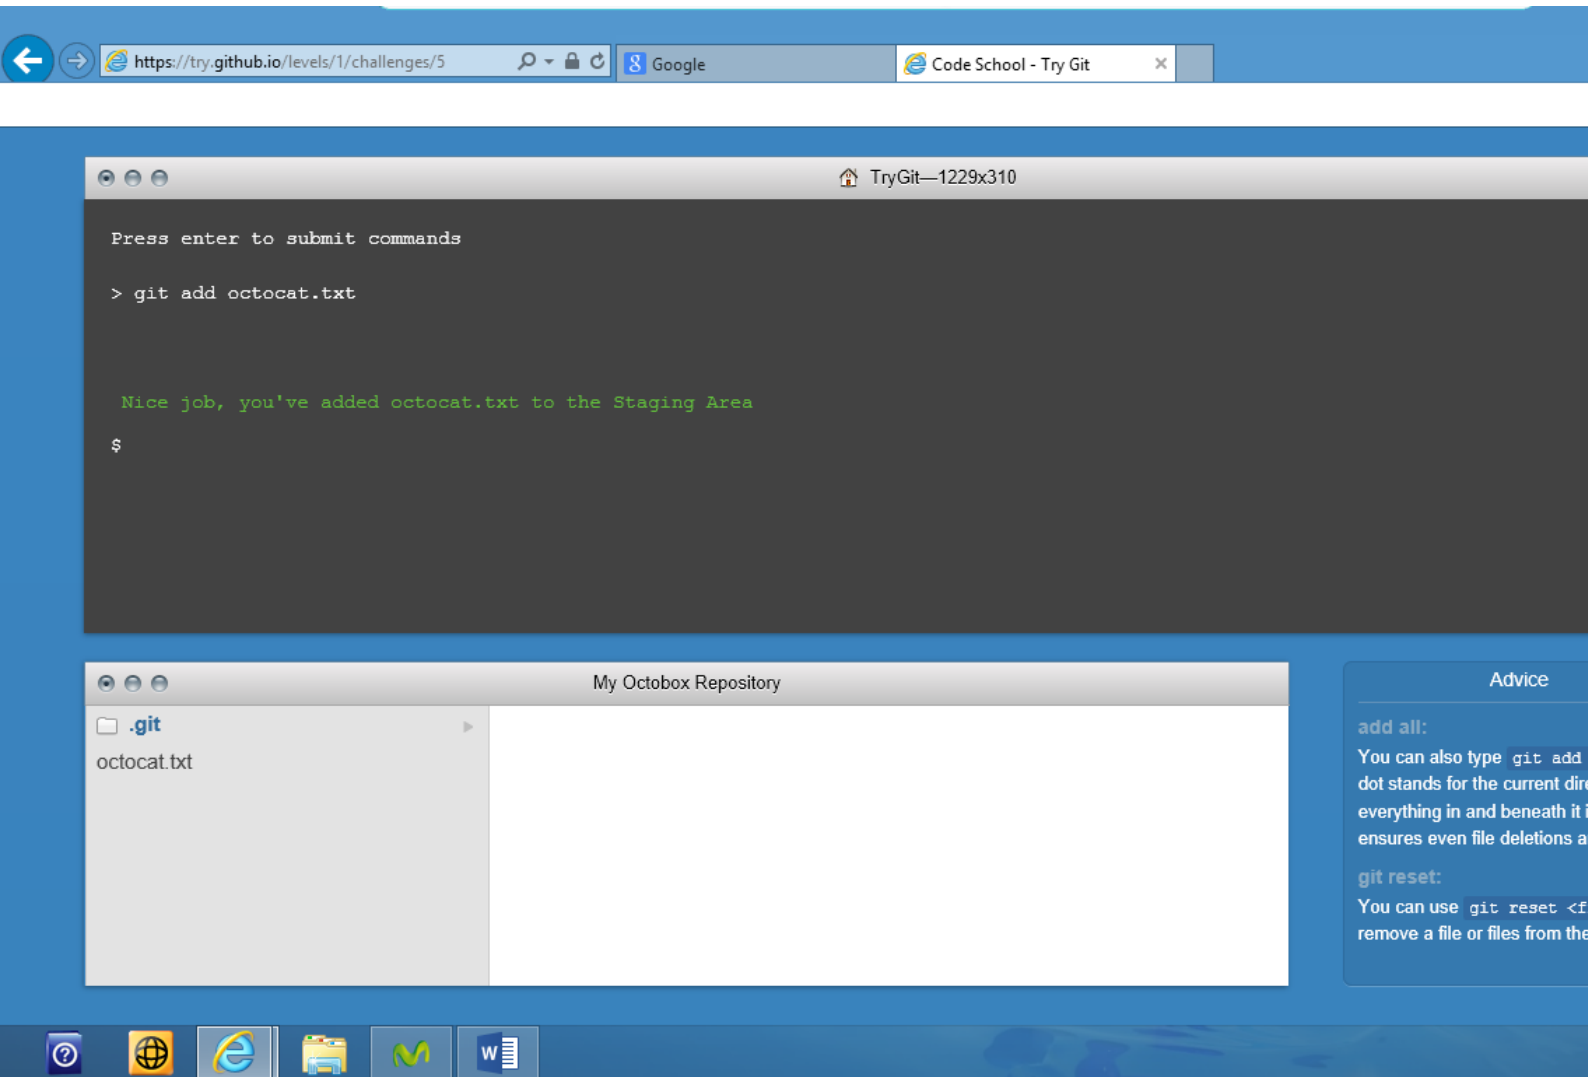 https://try.github.io/levels/1/challenges/5
Google
Code School - Try Git
TryGit—1229x310
Press enter to submit commands
> git add octocat.txt
Nice job, you've added octocat.txt to the Staging Area
$
My Octobox Repository
.git
octocat.txt
Advice
add all:
You can also type git add
dot stands for the current dire
everything in and beneath it i
ensures even file deletions a
git reset:
You can use git reset <f
remove a file or files from the